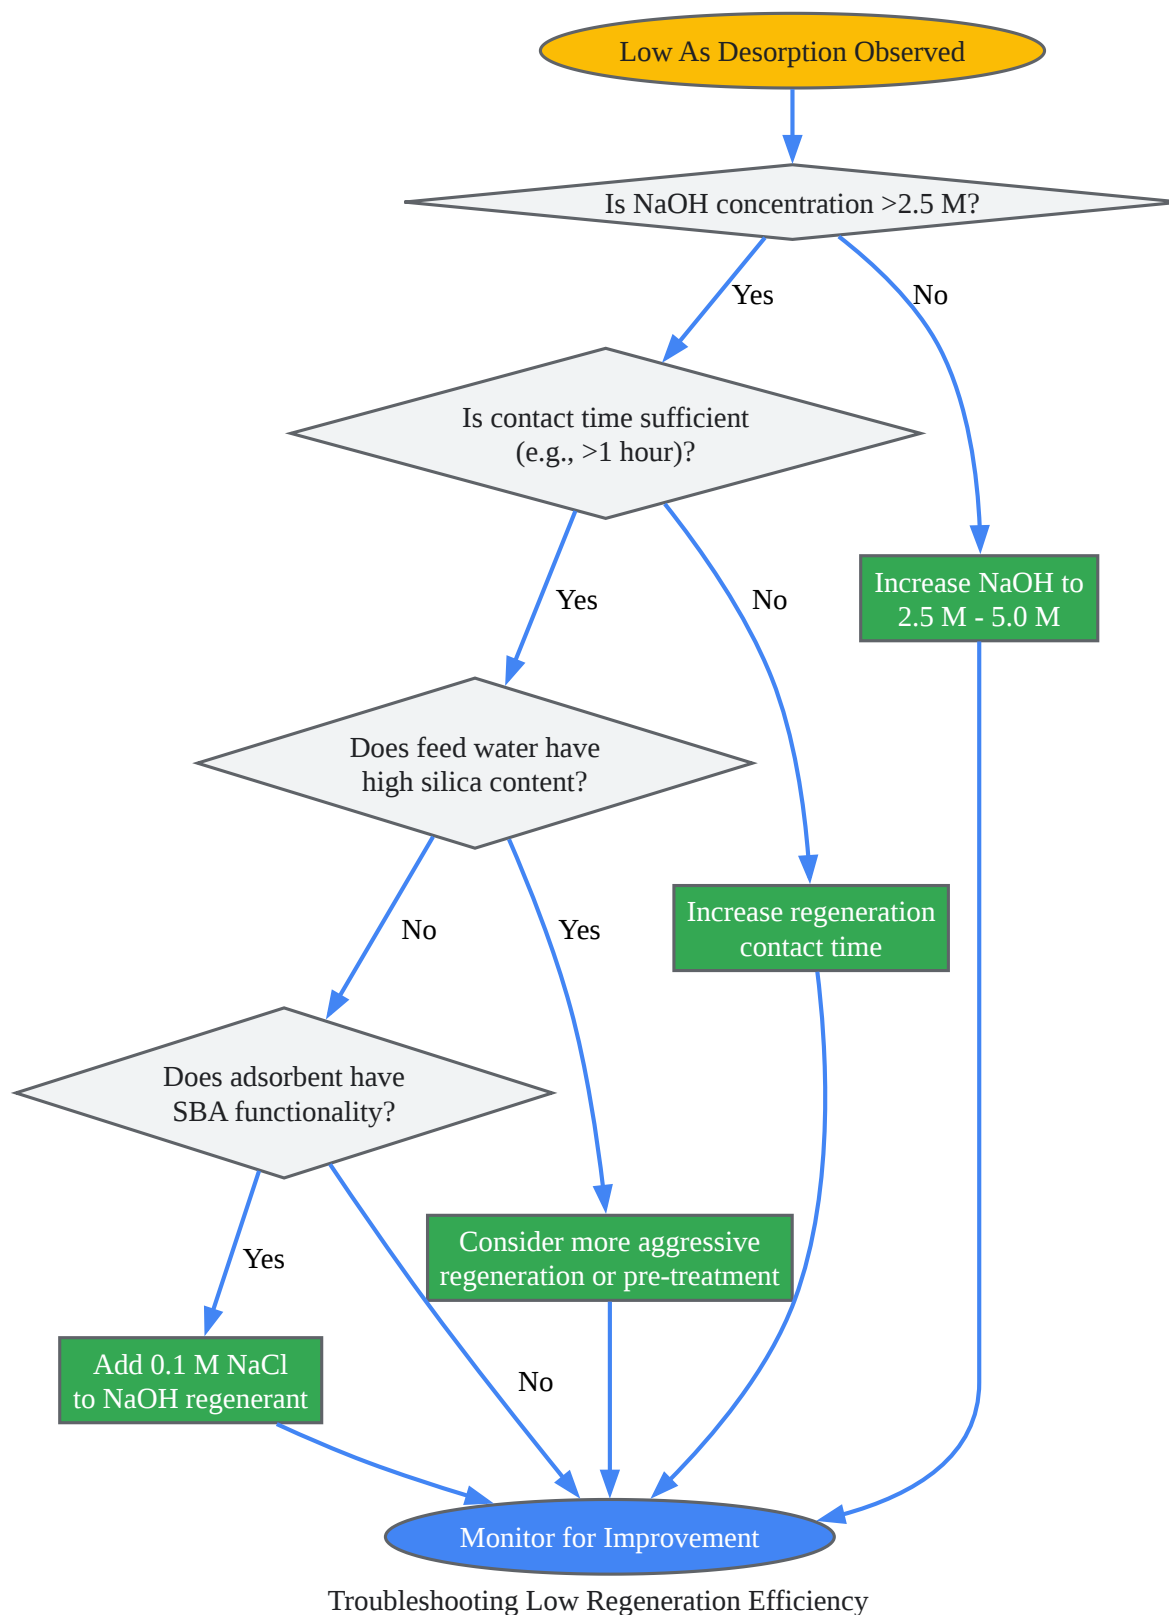 Low As Desorption Observed
Is NaOH concentration >2.5 M?
Yes
No
Is contact time sufficient
(e.g., >1 hour)?
Increase NaOH to
2.5 M - 5.0 M
Yes
No
Does feed water have
high silica content?
Increase regeneration
contact time
No
Yes
Does adsorbent have
SBA functionality?
Consider more aggressive
regeneration or pre-treatment
Yes
No
Add 0.1 M NaCl
to NaOH regenerant
Monitor for Improvement
Troubleshooting Low Regeneration Efficiency